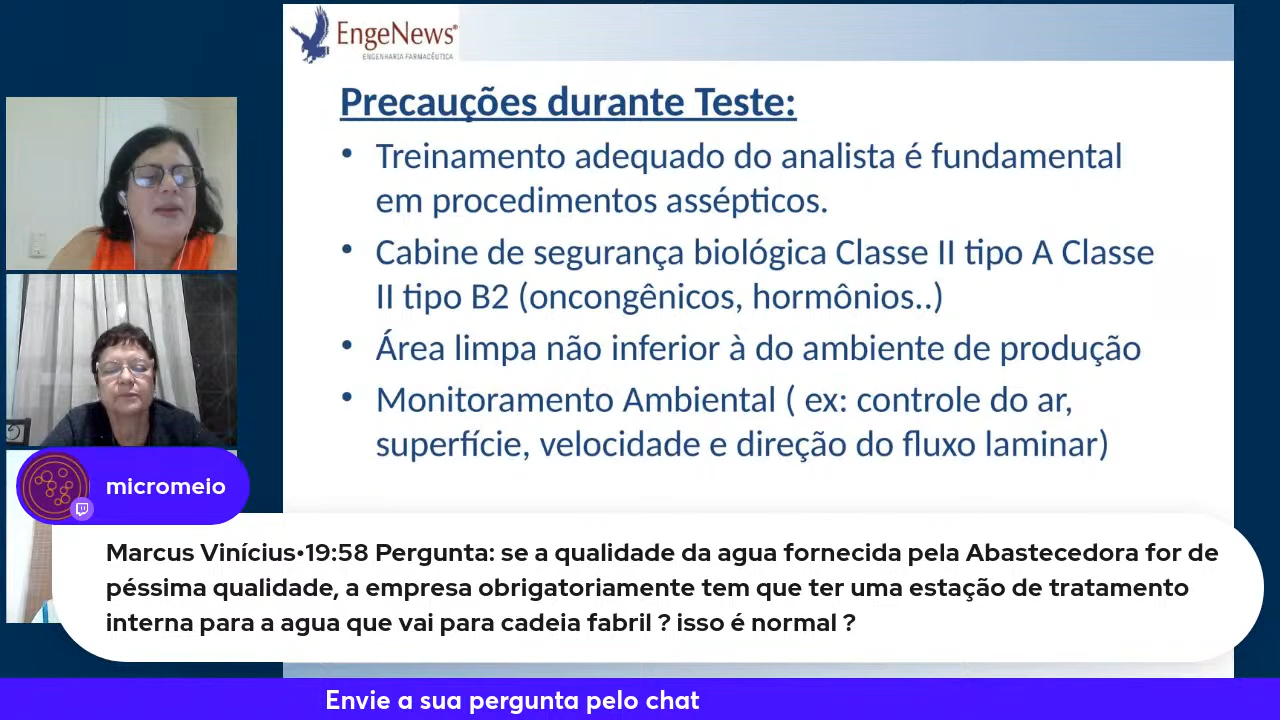 EngeNews®
ENGENHARIA FARMACÊUTICA
Precauções durante Teste:
• Treinamento adequado do analista é fundamental
em procedimentos assépticos.
• Cabine de segurança biológica Classe II tipo A Classe
II tipo B2 (oncongênicos, hormônios..)
• Área limpa não inferior à do ambiente de produção
• Monitoramento Ambiental ( ex: controle do ar,
superfície, velocidade e direção do fluxo laminar)
micromeio
Marcus Vinícius•19:58 Pergunta: se a qualidade da agua fornecida pela Abastecedora for de
péssima qualidade, a empresa obrigatoriamente tem que ter uma estação de tratamento
interna para a agua que vai para cadeia fabril ? isso é normal ?
Envie a sua pergunta pelo chat